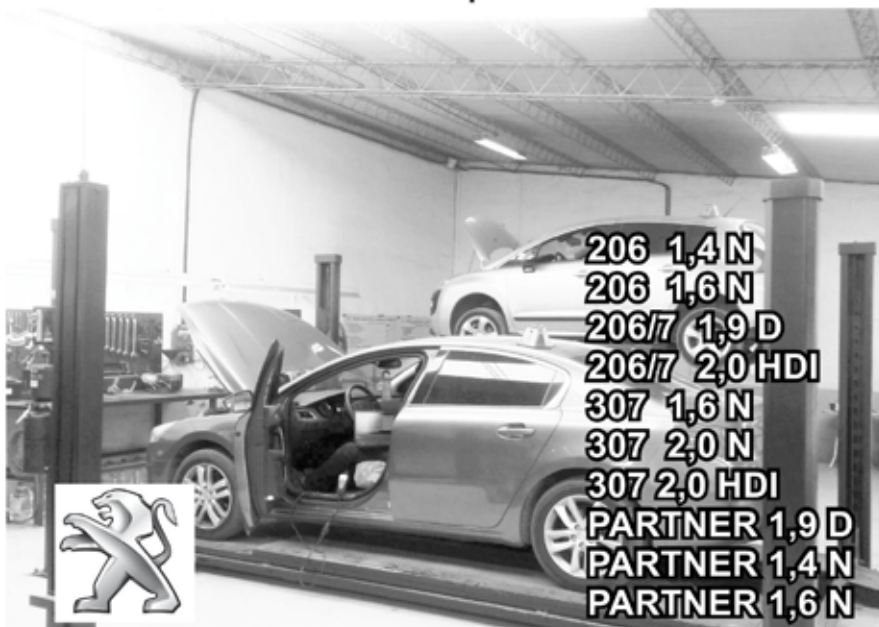 206 1,4 N
206 1,6 N
206/7 1,9 D
206/7 2,0 HDI
307 1,6 N
307 2,0 N
307 2,0 HDI
PARTNER 1,9 D
PARTNER 1,4 N
PARTNER 1,6 N